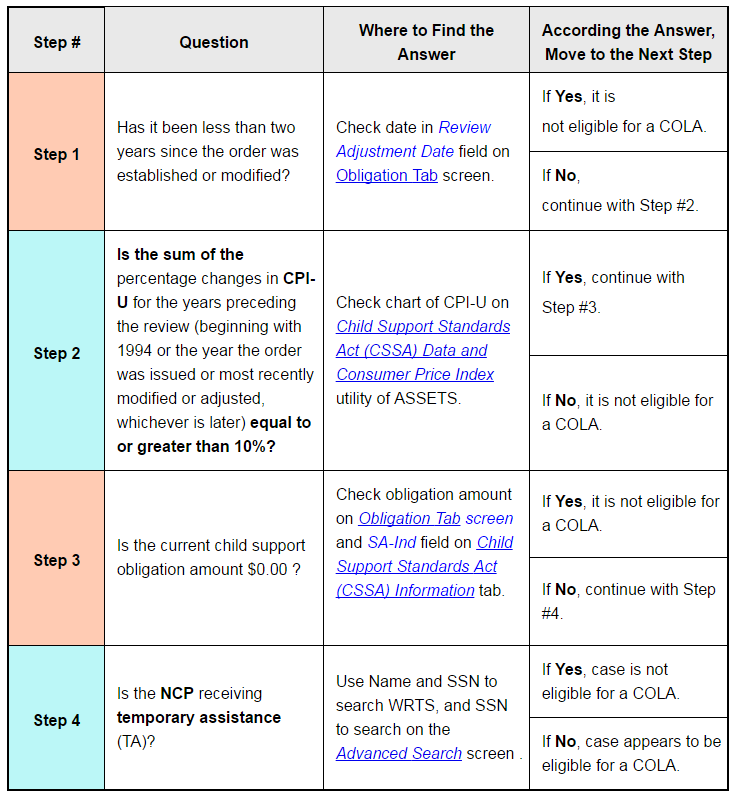 Step #
Question
Where to Find the
Answer
According the Answer,
Move to the Next Step
Step 1
Has it been less than two
years since the order was
established or modified?
Check date in Review
Adjustment Date field on
Obligation Tab screen.
If Yes, it is
not eligible for a COLA.
If No,
continue with Step #2.
Step 2
Is the sum of the
percentage changes in CPI-
U for the years preceding
the review (beginning with
1994 or the year the order
was issued or most recently
modified or adjusted,
whichever is later) equal to
or greater than 10%?
Check chart of CPI-U on
Child Support Standards
Act (CSSA) Data and
Consumer Price Index
utility of ASSETS.
If Yes, continue with
Step #3.
If No, it is not eligible for
a COLA.
Step 3
Is the current child support
obligation amount $0.00 ?
Check obligation amount
on Obligation Tab screen
and SA-Ind field on Child
Support Standards Act
(CSSA) Information tab.
If Yes, it is not eligible for
a COLA.
If No, continue with Step
#4.
Step 4
Is the NCP receiving
temporary assistance
(TA)?
Use Name and SSN to
search WRTS, and SSN
to search on the
Advanced Search screen .
If Yes, case is not
eligible for a COLA.
If No, case appears to be
eligible for a COLA.